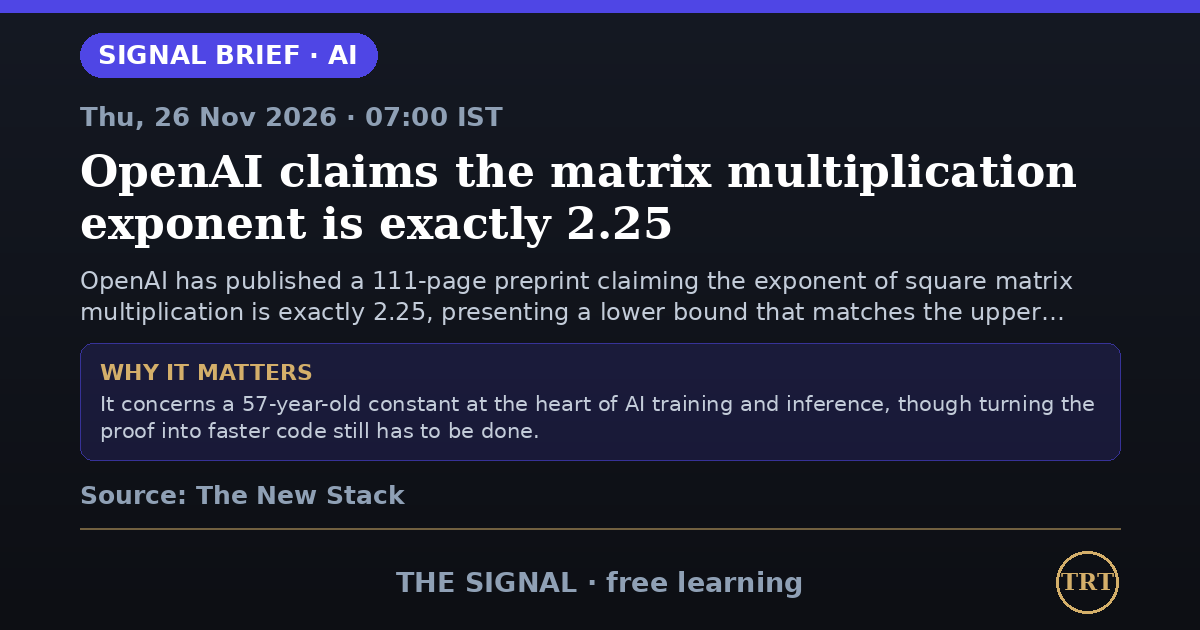 SIGNAL BRIEF · AI
Thu, 26 Nov 2026 · 07:00 IST
OpenAI claims the matrix multiplication
exponent is exactly 2.25
OpenAI has published a 111-page preprint claiming the exponent of square matrix
multiplication is exactly 2.25, presenting a lower bound that matches the upper…
WHY IT MATTERS
It concerns a 57-year-old constant at the heart of AI training and inference, though turning the
proof into faster code still has to be done.
Source: The New Stack
THE SIGNAL · free learning
TRT